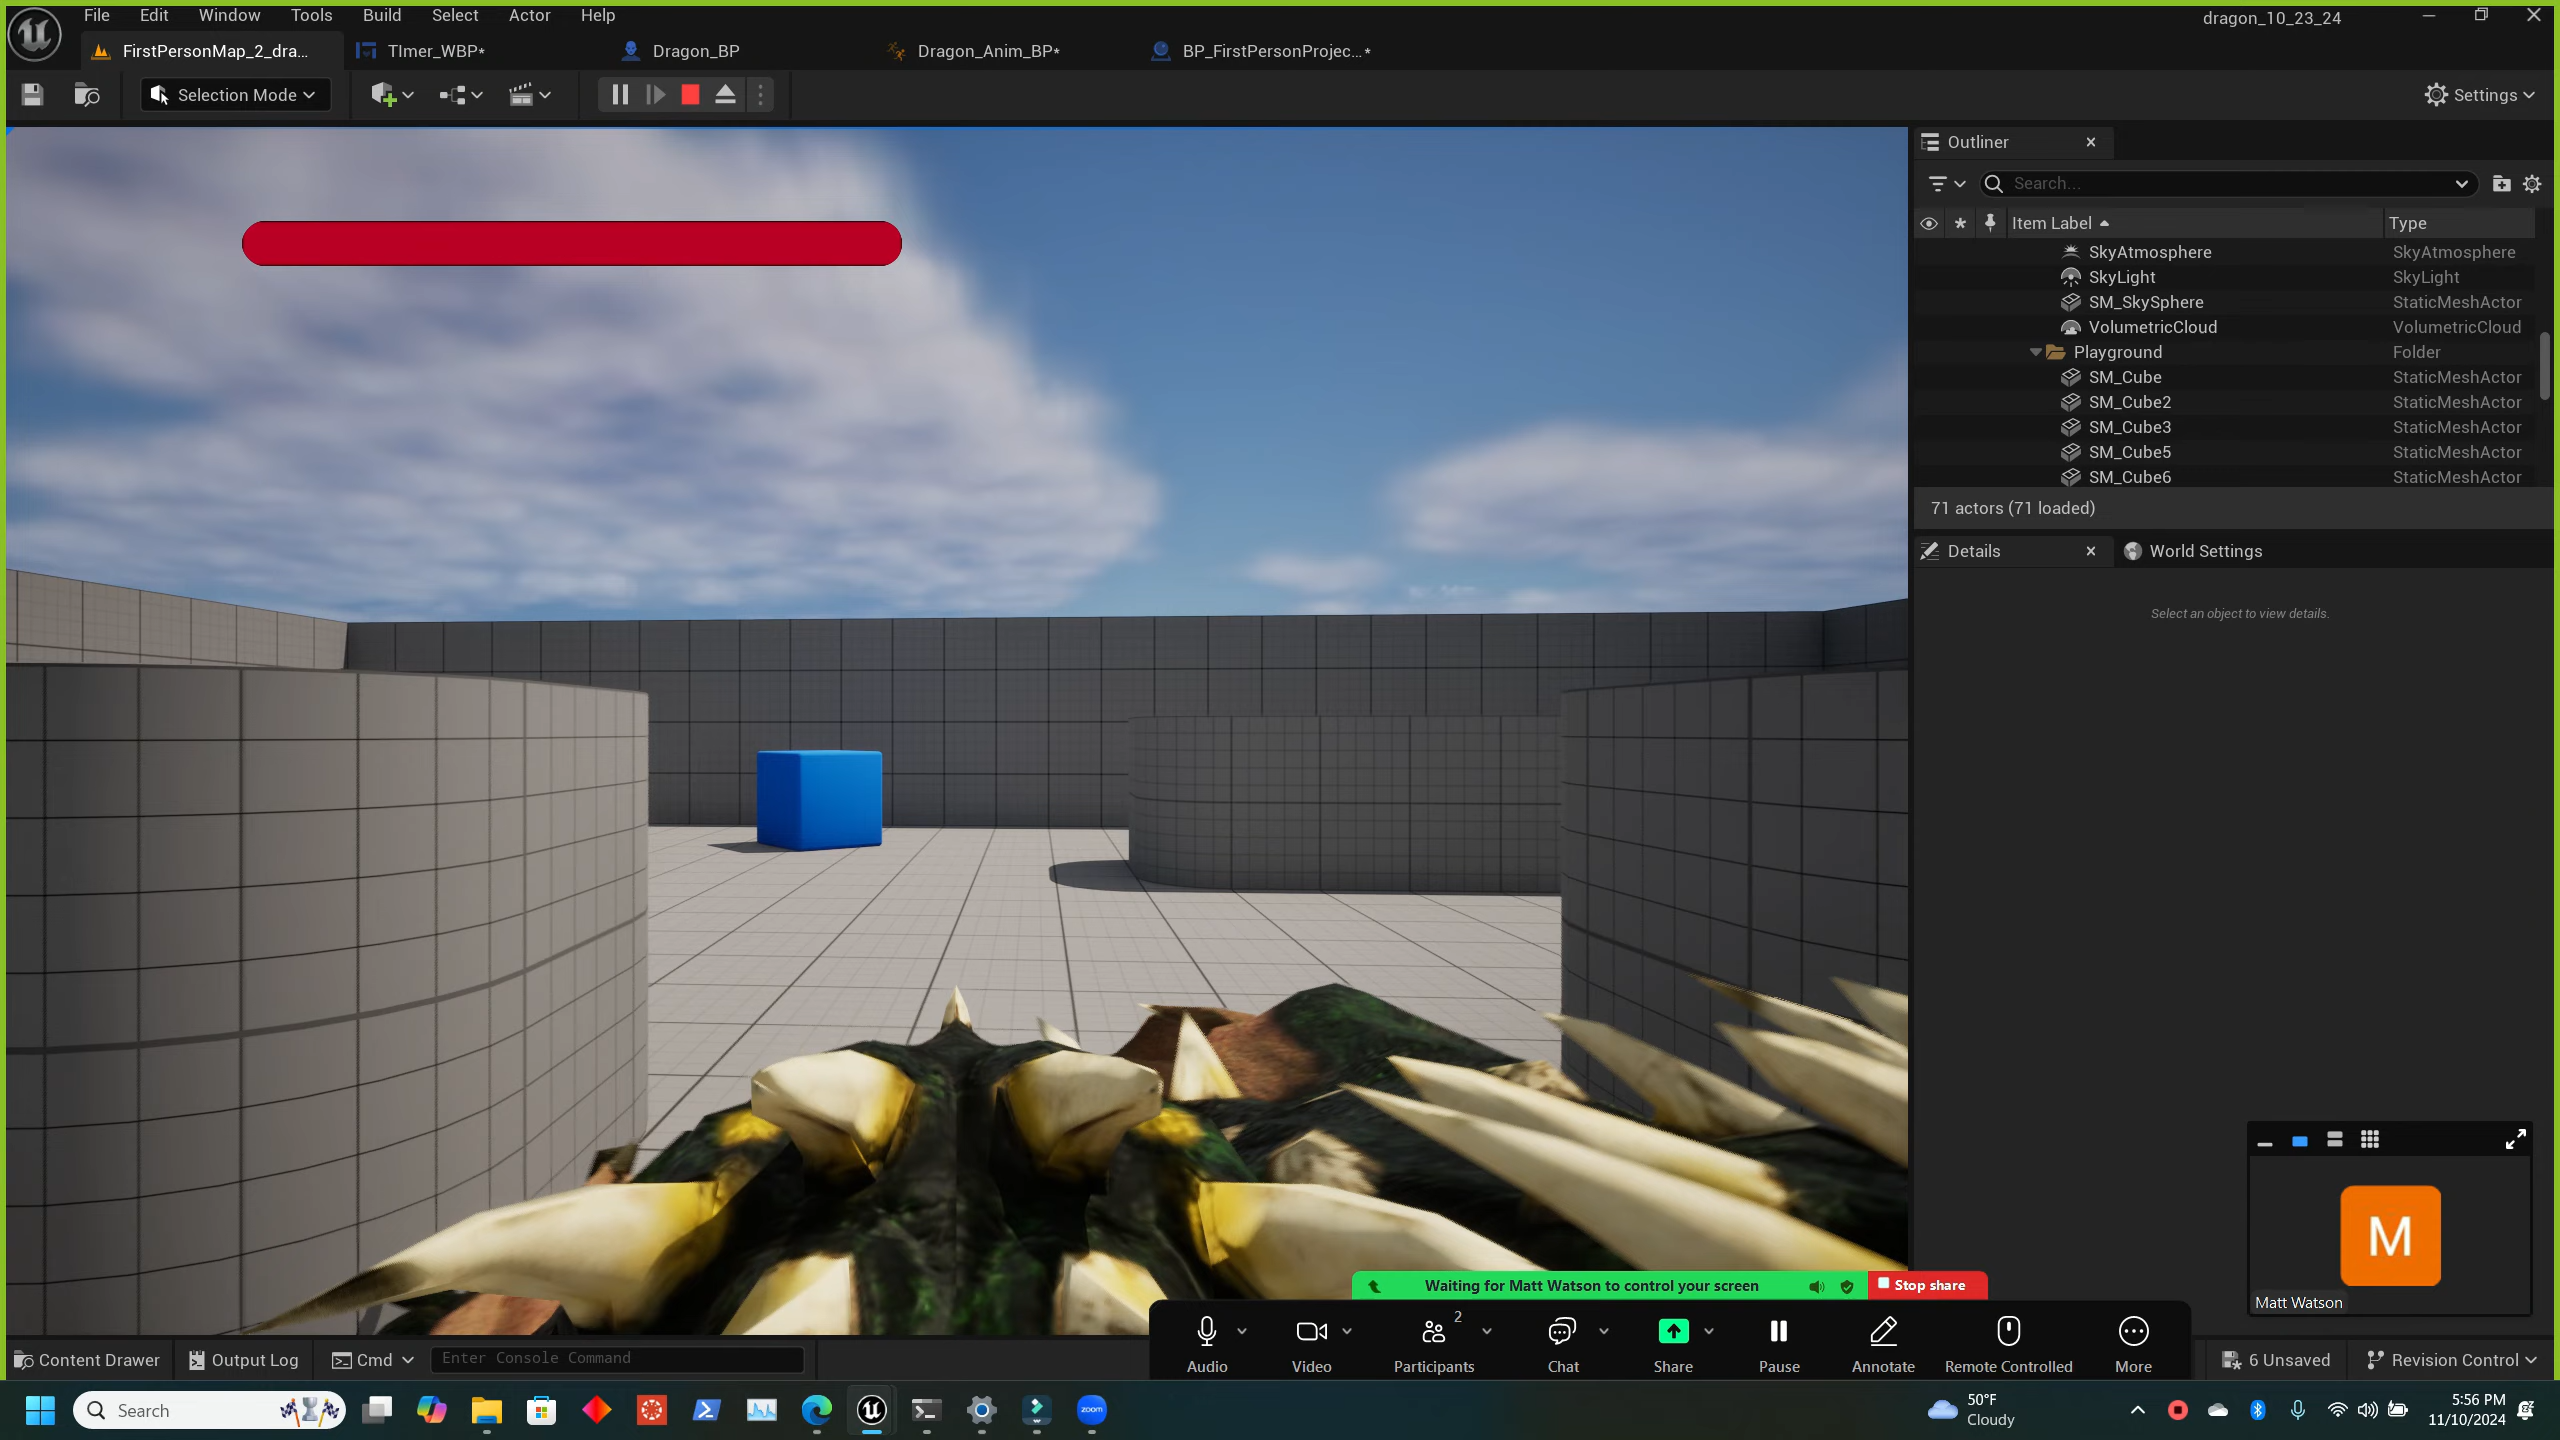 File Edit Window Tools Build Select Actor Help
dragon_10_23_24
FirstPersonMap_2_dra...
TImer_WBP*
Dragon_BP
Dragon_Anim_BP*
BP_FirstPersonProjec...*
Selection Mode
Settings
Outliner
Search...
Item Label
Type
SkyAtmosphere SkyAtmosphere
SkyLight SkyLight
SM_SkySphere StaticMeshActor
VolumetricCloud VolumetricCloud
Playground Folder
SM_Cube StaticMeshActor
SM_Cube2 StaticMeshActor
SM_Cube3 StaticMeshActor
SM_Cube5 StaticMeshActor
SM_Cube6 StaticMeshActor
71 actors (71 loaded)
Details
World Settings
Select an object to view details.
M
Matt Watson
Waiting for Matt Watson to control your screen
Stop share
2
Audio Video Participants Chat Share Pause Annotate Remote Controlled More
Content Drawer Output Log Cmd Enter Console Command
6 Unsaved
Revision Control
Search
zoom
50°F
Cloudy
5:56 PM
11/10/2024